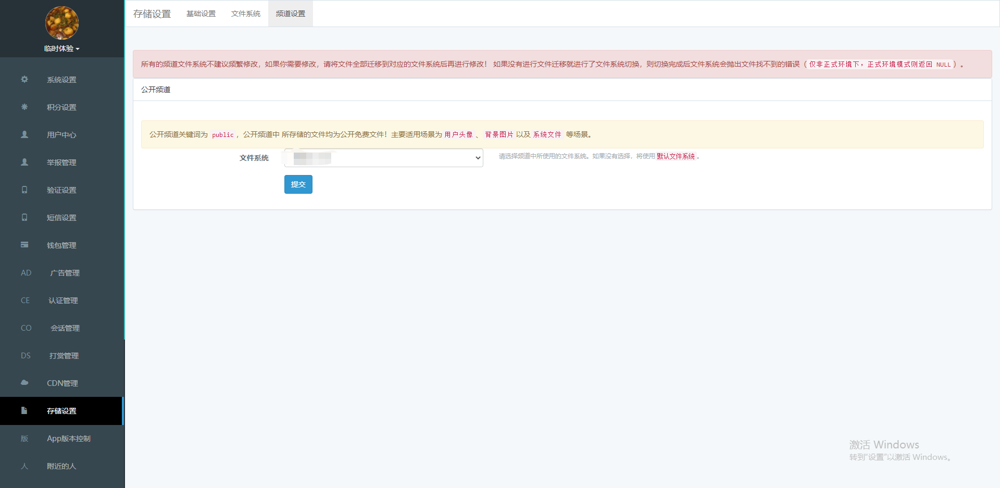 临时体验
系统设置
积分设置
用户中心
举报管理
验证设置
短信设置
钱包管理
AD 广告管理
CE 认证管理
CO 会话管理
DS 打赏管理
CDN管理
存储设置
版 App版本控制
人 附近的人
存储设置 基础设置 文件系统 频道设置
所有的频道文件系统不建议频繁修改，如果你需要修改，请将文件全部迁移到对应的文件系统后再进行修改！ 如果没有进行文件迁移就进行了文件系统切换，则切换完成后文件系统会抛出文件找不到的错误（仅非正式环境下，正式环境模式则返回 NULL）。
公开频道
公开频道关键词为 public，公开频道中 所存储的文件均为公开免费文件！主要适用场景为 用户头像、背景图片 以及 系统文件 等场景。
文件系统 请选择频道中所使用的文件系统。如果没有选择，将使用 默认文件系统。
提交
激活 Windows
转到"设置"以激活 Windows。